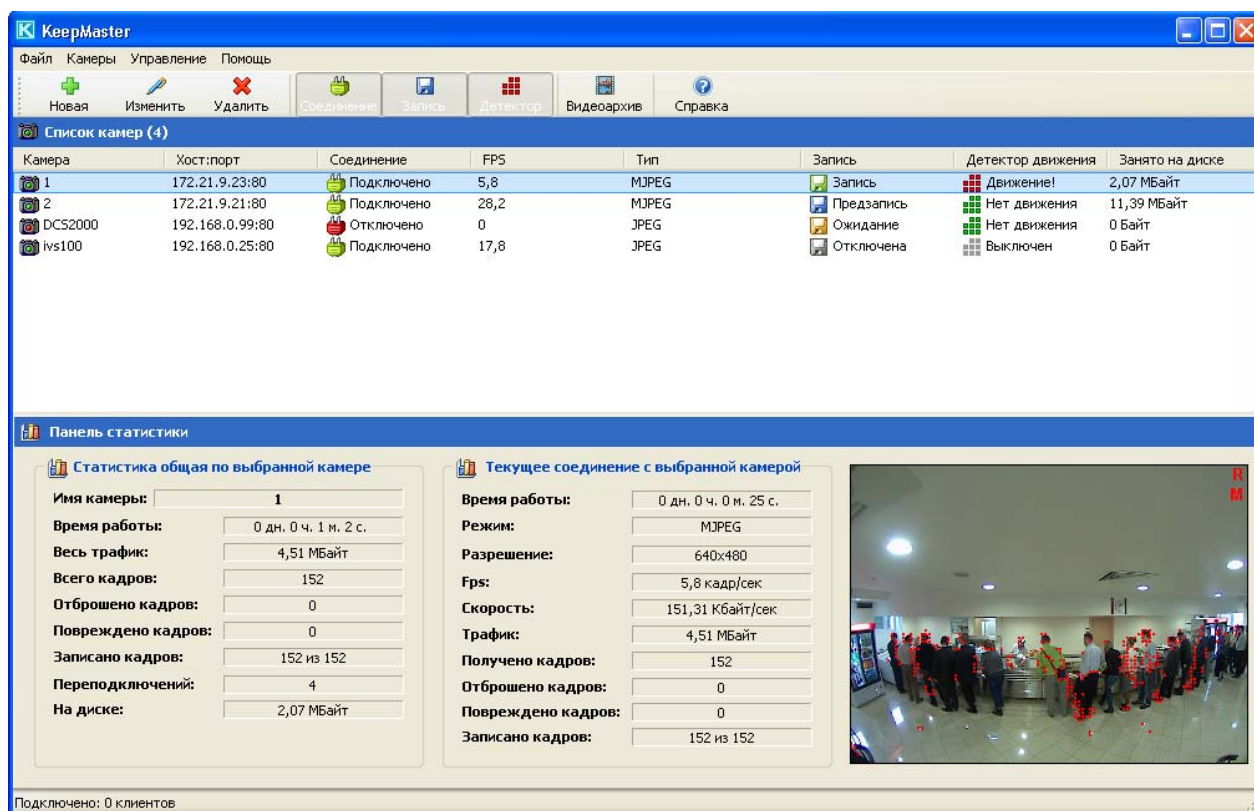 KeepMaster
Файл Камеры Управление Помощь
Новая Изменить Удалить Соединение Запись Детектор Видеоархив Справка
Список камер (4)
Камера Хост:порт Соединение FPS Тип Запись Детектор движения Занято на диске
1 172.21.9.23:80 Подключено 5,8 MJPEG Запись Движение! 2,07 МБайт
2 172.21.9.21:80 Подключено 28,2 MJPEG Предзапись Нет движения 11,39 МБайт
DCS2000 192.168.0.99:80 Отключено 0 JPEG Ожидание Нет движения 0 Байт
ivs100 192.168.0.25:80 Подключено 17,8 JPEG Отключена Выключен 0 Байт
Панель статистики
Статистика общая по выбранной камере
Имя камеры: 1
Время работы: 0 дн. 0 ч. 1 м. 2 с.
Весь трафик: 4,51 МБайт
Всего кадров: 152
Отброшено кадров: 0
Повреждено кадров: 0
Записано кадров: 152 из 152
Переподключений: 4
На диске: 2,07 МБайт
Текущее соединение с выбранной камерой
Время работы: 0 дн. 0 ч. 0 м. 25 с.
Режим: MJPEG
Разрешение: 640x480
Fps: 5,8 кадр/сек
Скорость: 151,31 Кбайт/сек
Трафик: 4,51 МБайт
Получено кадров: 152
Отброшено кадров: 0
Повреждено кадров: 0
Записано кадров: 152 из 152
R
M
Подключено: 0 клиентов